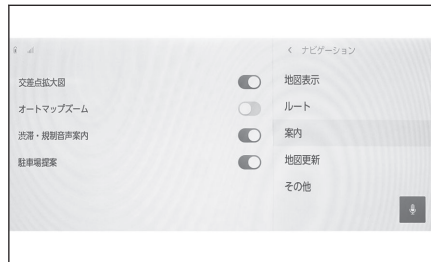 交差点拡大図
オートマップズーム
渋滞・規制音声案内
駐車場提案
ナビゲーション
地図表示
ルート
案内
地図更新
その他